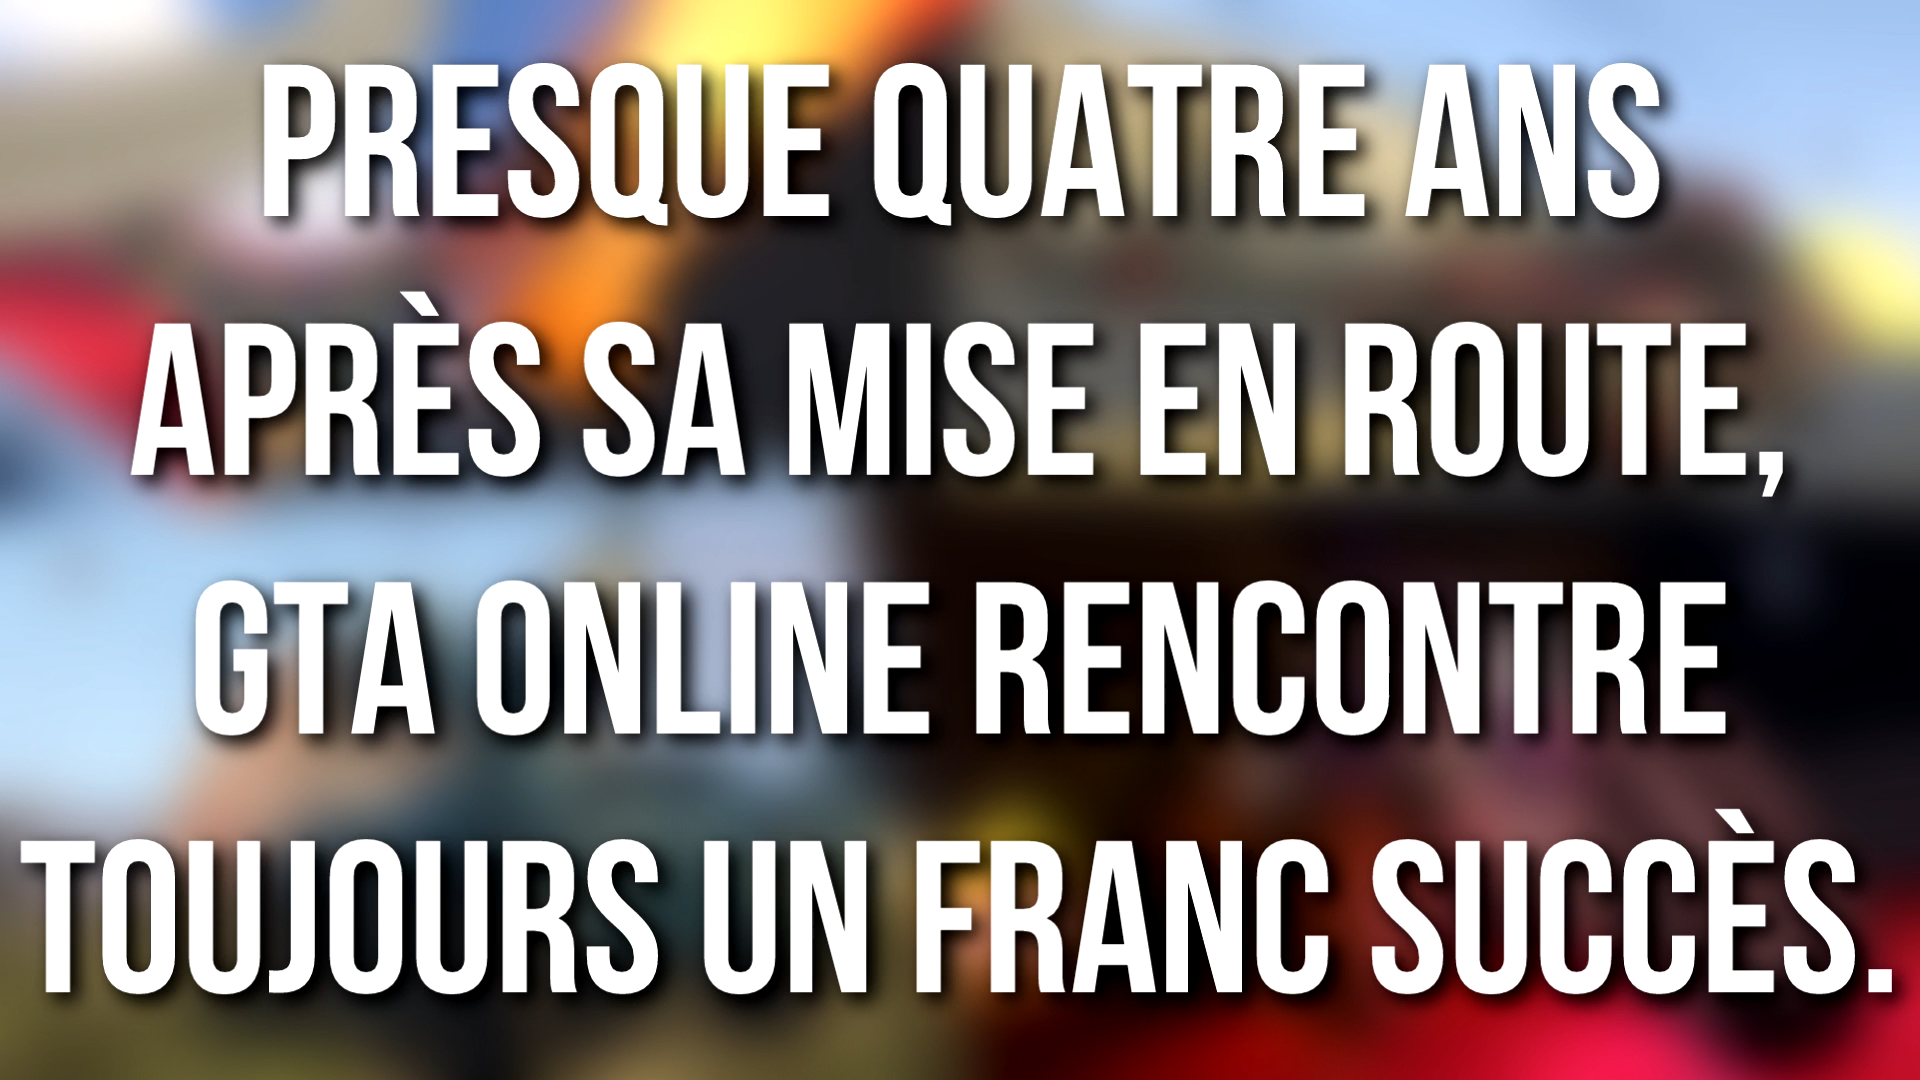 PRESQUE QUATRE ANS
APRÈS SA MISE EN ROUTE,
GTA ONLINE RENCONTRE
TOUJOURS UN FRANC SUCCÈS.